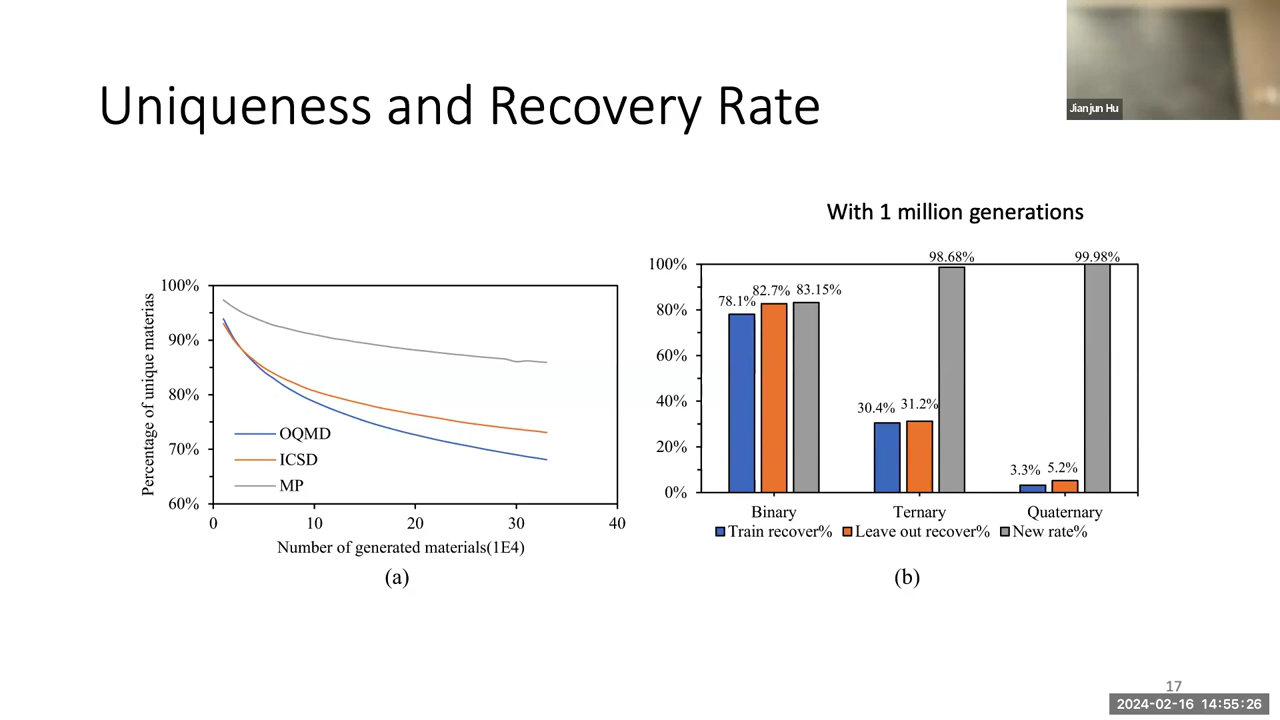 Jianjun Hu
Uniqueness and Recovery Rate
With 1 million generations
Percentage of unique materias
100%
90%
80%
70%
60%
OQMD
ICSD
MP
0
10
20
30
40
Number of generated materials(1E4)
(a)
100%
80%
60%
40%
20%
0%
78.1%
82.7%
83.15%
30.4%
31.2%
98.68%
3.3%
5.2%
99.98%
Binary
Ternary
Quaternary
Train recover%
Leave out recover%
New rate%
(b)
17
2024-02-16 14:55:26